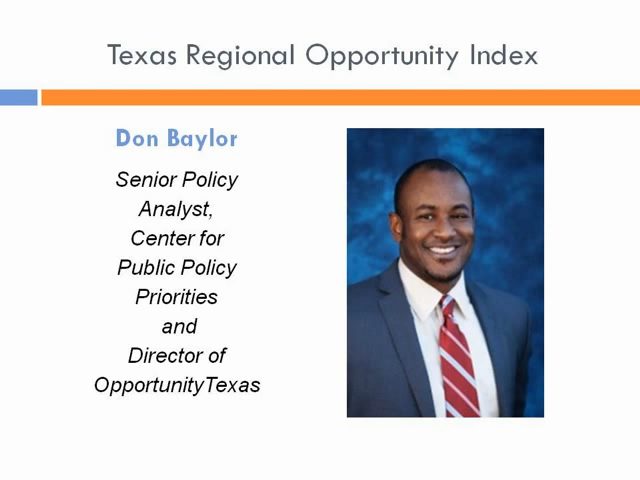 Texas Regional Opportunity Index
Don Baylor
Senior Policy
Analyst,
Center for
Public Policy
Priorities
and
Director of
OpportunityTexas